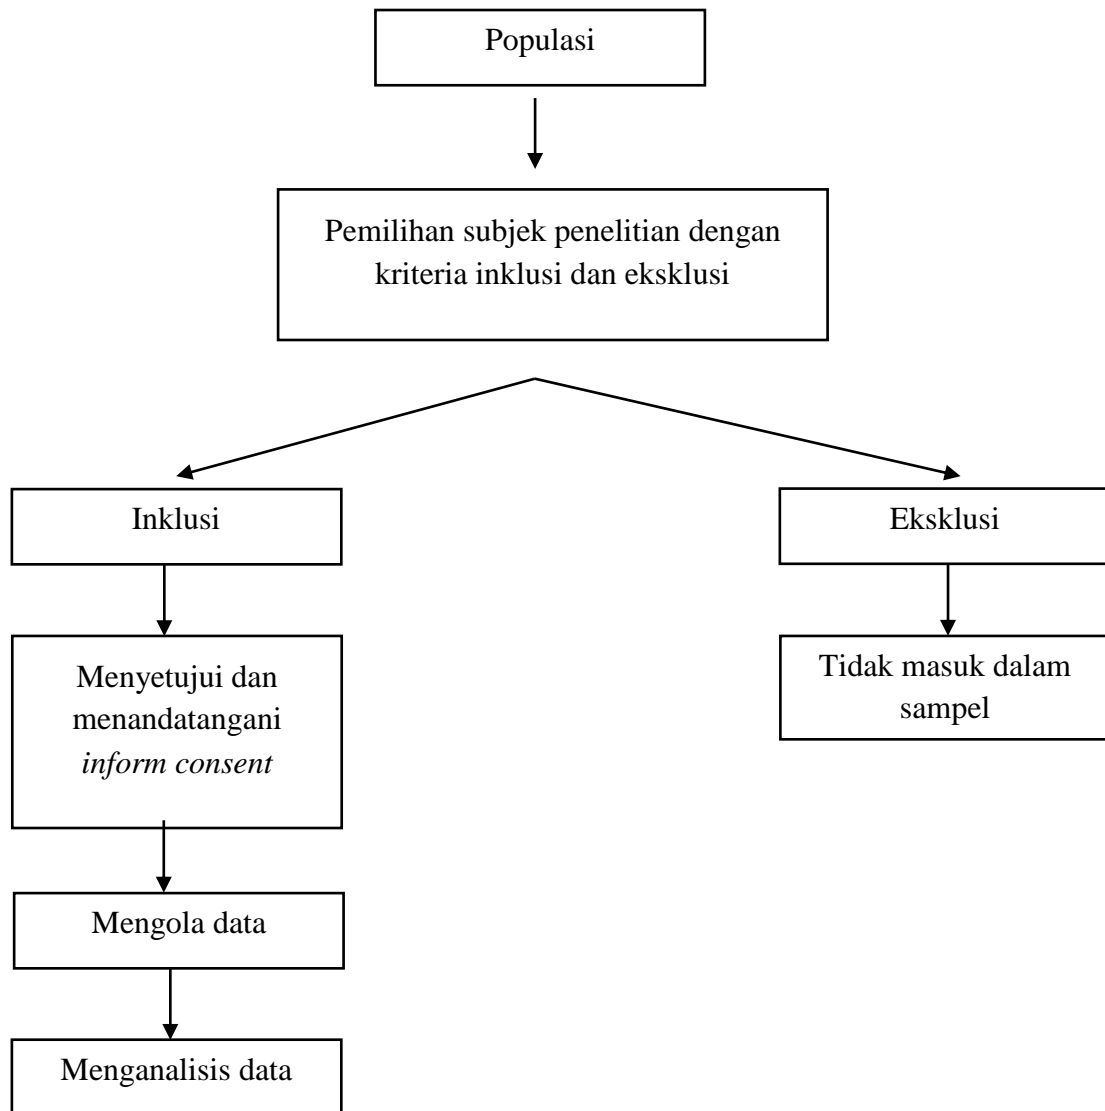 Populasi
Pemilihan subjek penelitian dengan
kriteria inklusi dan eksklusi
Inklusi
Eksklusi
Menyetujui dan
menandatangani
inform consent
Tidak masuk dalam
sampel
Mengola data
Menganalisis data